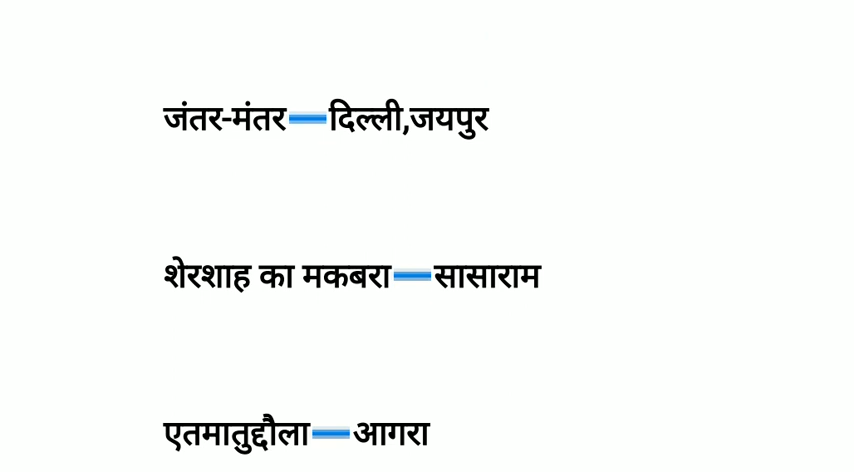 जंतर-मंतर➖दिल्ली,जयपुर
शेरशाह का मकबरा➖सासाराम
एतमातुद्दौला➖आगरा